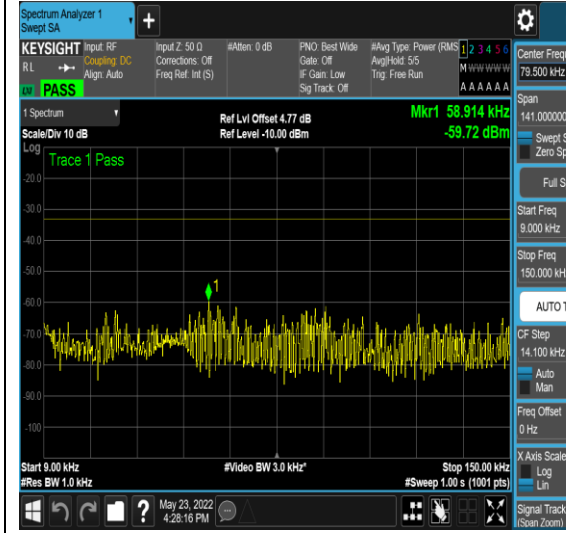 Spectrum Analyzer 1
Swept SA
+
KEYSIGHT
RL
PASS
Input: RF
Coupling: DC
Align: Auto
Input Z: 50 Ω
Corrections: Off
Freq Ref: Int (S)
#Atten: 0 dB
PNO: Best Wide
Gate: Off
IF Gain: Low
Sig Track: Off
#Avg Type: Power (RMS
Avg|Hold: 5/5
Trig: Free Run
1 2 3 4 5 6
M W W W W W
A A A A A A
1 Spectrum
Scale/Div 10 dB
Ref Lvl Offset 4.77 dB
Ref Level -10.00 dBm
Mkr1 58.914 kHz
-59.72 dBm
Log
Trace 1 Pass
-20.0
-30.0
-40.0
-50.0
-60.0
-70.0
-80.0
-90.0
-100
1
Start 9.00 kHz
#Res BW 1.0 kHz
#Video BW 3.0 kHz*
Stop 150.00 kHz
#Sweep 1.00 s (1001 pts)
?
May 23, 2022
4:28:16 PM
Center Frequ
79.500 kHz
Span
141.000000
Swept S
Zero Sp
Full S
Start Freq
9.000 kHz
Stop Freq
150.000 kH
AUTO T
CF Step
14.100 kHz
Auto
Man
Freq Offset
0 Hz
X Axis Scale
Log
Lin
Signal Track
(Span Zoom)